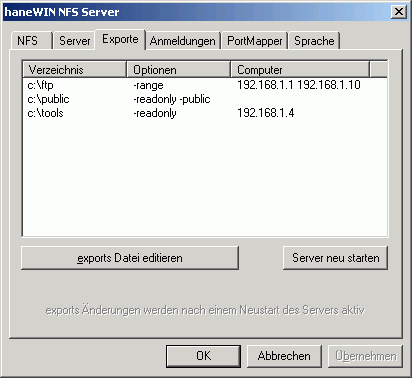 haneWIN NFS Server
NFS Server Exporte Anmeldungen PortMapper Sprache
Verzeichnis Optionen Computer
c:\ftp -range 192.168.1.1 192.168.1.10
c:\public -readonly -public
c:\tools -readonly 192.168.1.4
exports Datei editieren Server neu starten
exports Änderungen werden nach einem Neustart des Servers aktiv
OK Abbrechen Übernehmen